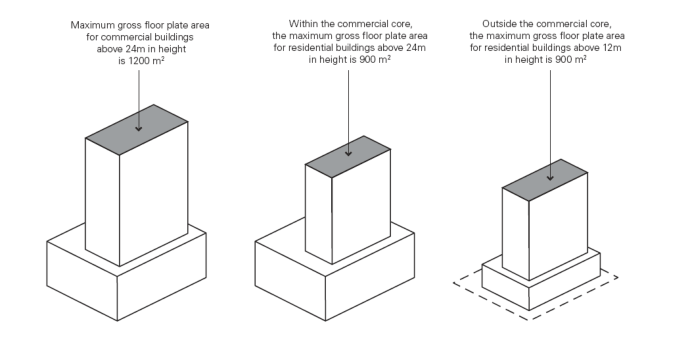 Maximum gross floor plate area
for commercial buildings
above 24m in height
is 1200 m²
Within the commercial core,
the maximum gross floor plate area
for residential buildings above 24m
in height is 900 m²
Outside the commercial core,
the maximum gross floor plate area
for residential buildings above 12m
in height is 900 m²